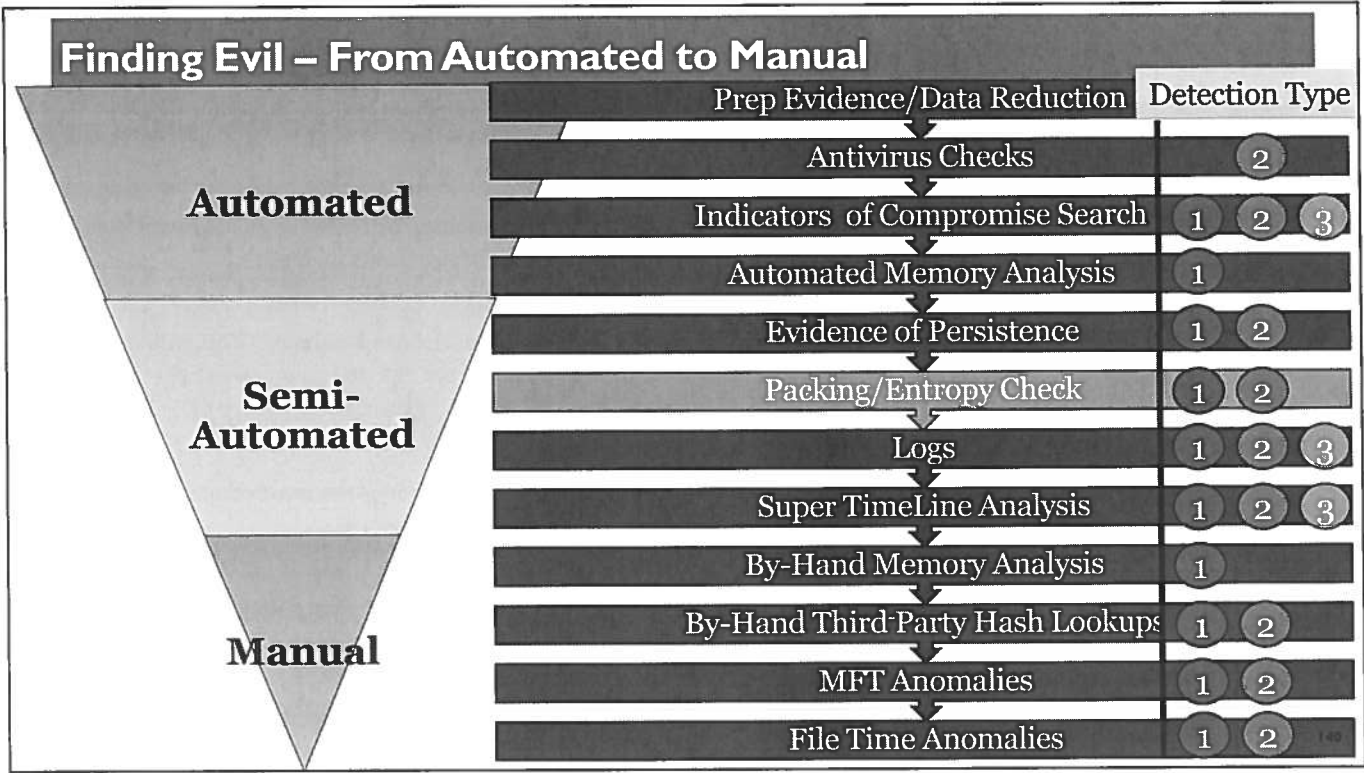 Finding Evil – From Automated to Manual
Prep Evidence/Data Reduction
Detection Type
Antivirus Checks 2
Indicators of Compromise Search 1 2 3
Automated Memory Analysis 1
Evidence of Persistence 1 2
Packing/Entropy Check 1 2
Logs 1 2 3
Super TimeLine Analysis 1 2 3
By-Hand Memory Analysis 1
By-Hand Third-Party Hash Lookups 1 2
MFT Anomalies 1 2
File Time Anomalies 1 2
Automated
Semi-
Automated
Manual